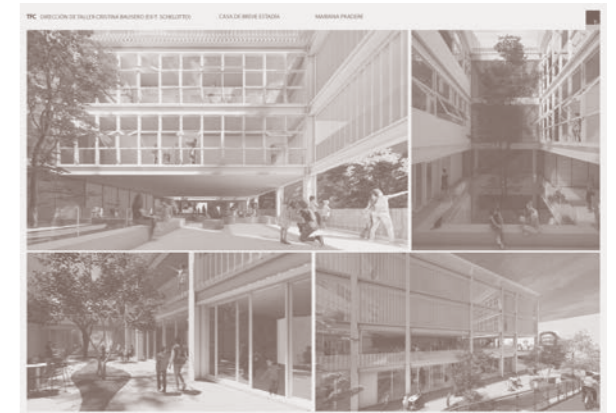 TFC DIRECCIÓN DE TALLER CRISTINA BAUSERO (EX T. SCHELOTTO) CASA DE BREVE ESTADÍA MARIANA PRADERE